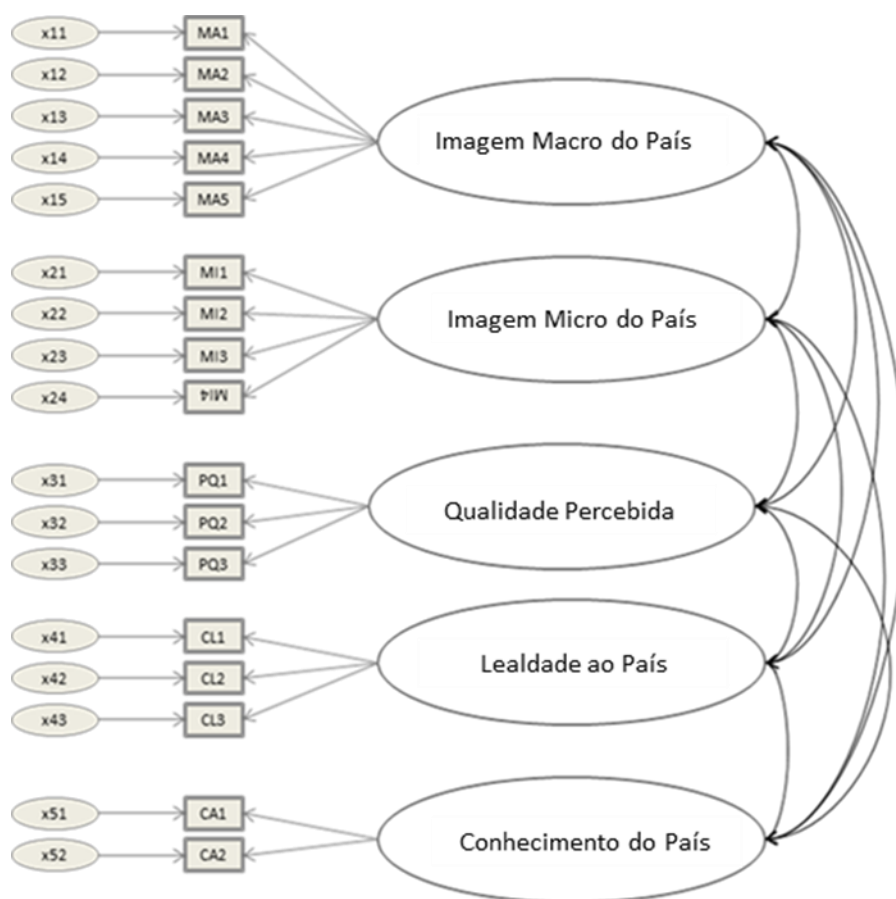 x11 MA1
x12 MA2
x13 MA3
x14 MA4
x15 MA5
Imagem Macro do País
x21 MI1
x22 MI2
x23 MI3
x24 MI4
Imagem Micro do País
x31 PQ1
x32 PQ2
x33 PQ3
Qualidade Percebida
x41 CL1
x42 CL2
x43 CL3
Lealdade ao País
x51 CA1
x52 CA2
Conhecimento do País